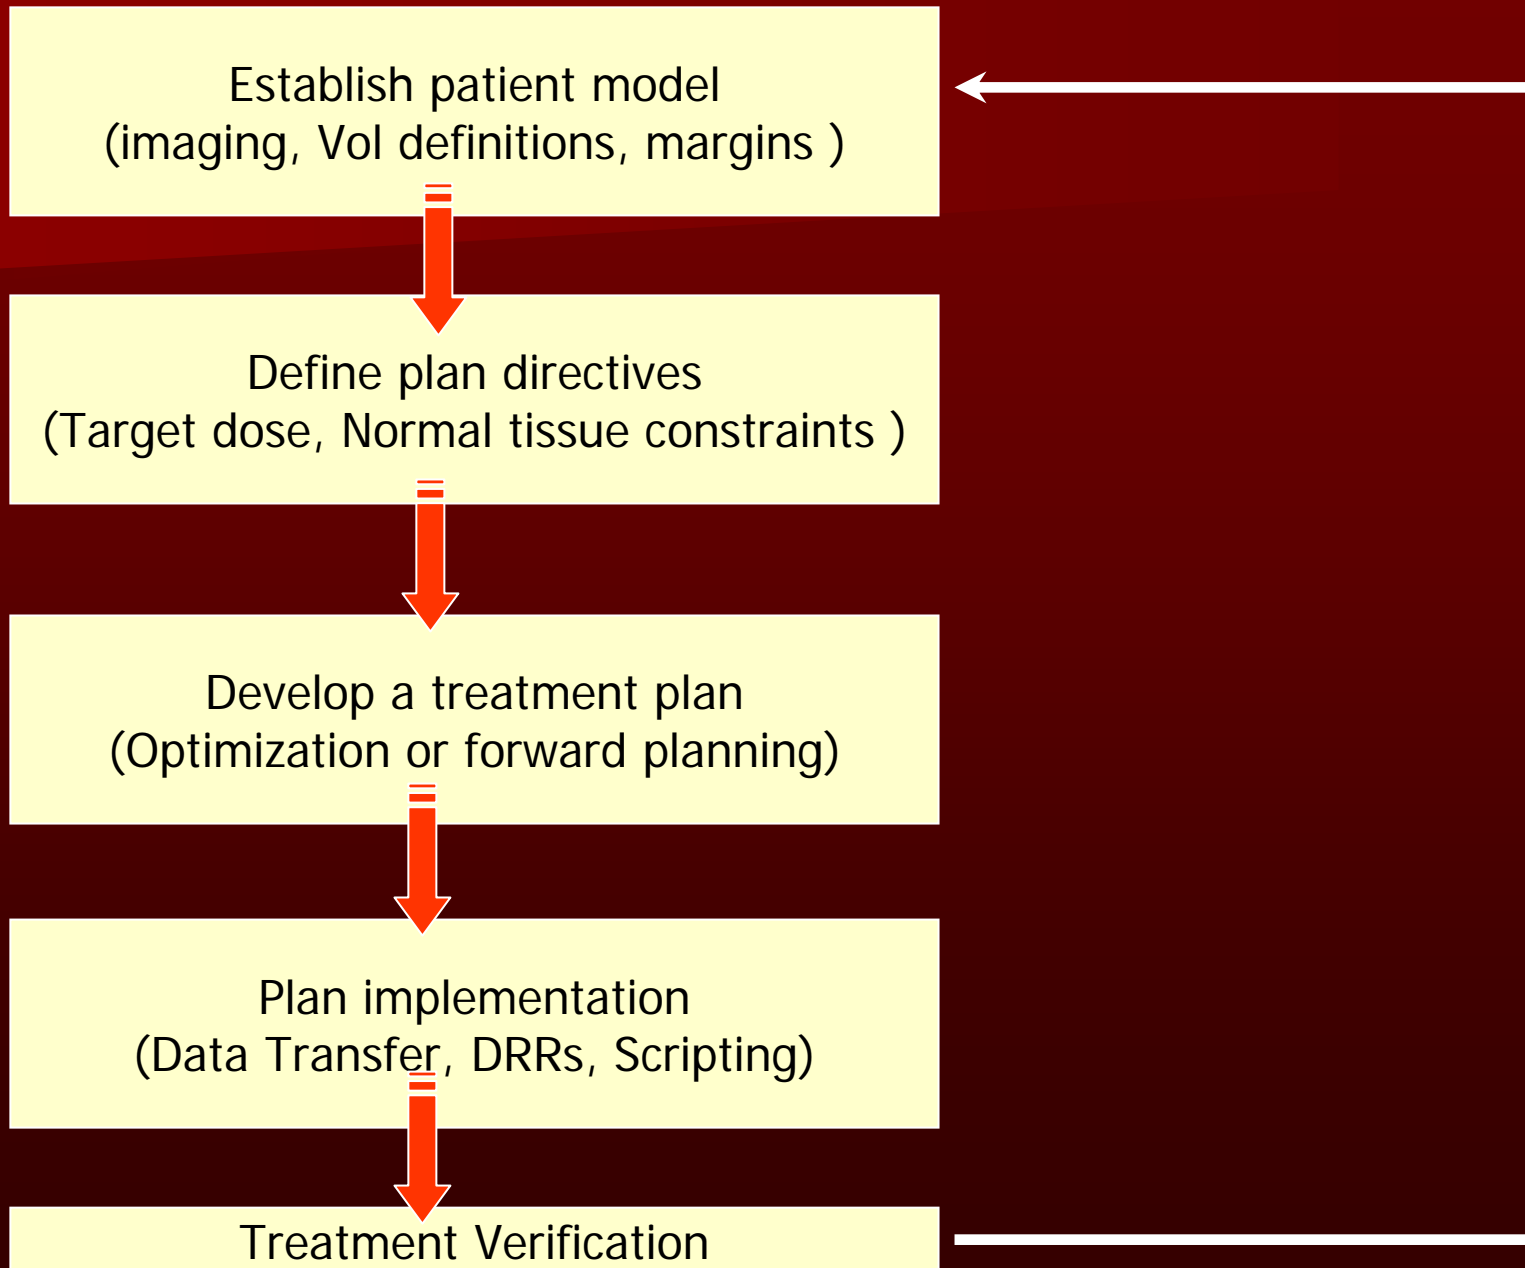 Establish patient model
(imaging, Vol definitions, margins )
Define plan directives
(Target dose, Normal tissue constraints )
Develop a treatment plan
(Optimization or forward planning)
Plan implementation
(Data Transfer, DRRs, Scripting)
Treatment Verification